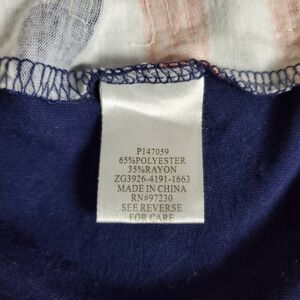 P147059
65%POLYESTER
35%RAYON
ZG3926-4191-1663
MADE IN CHINA
RN#97230
SEE REVERSE
FOR CARE